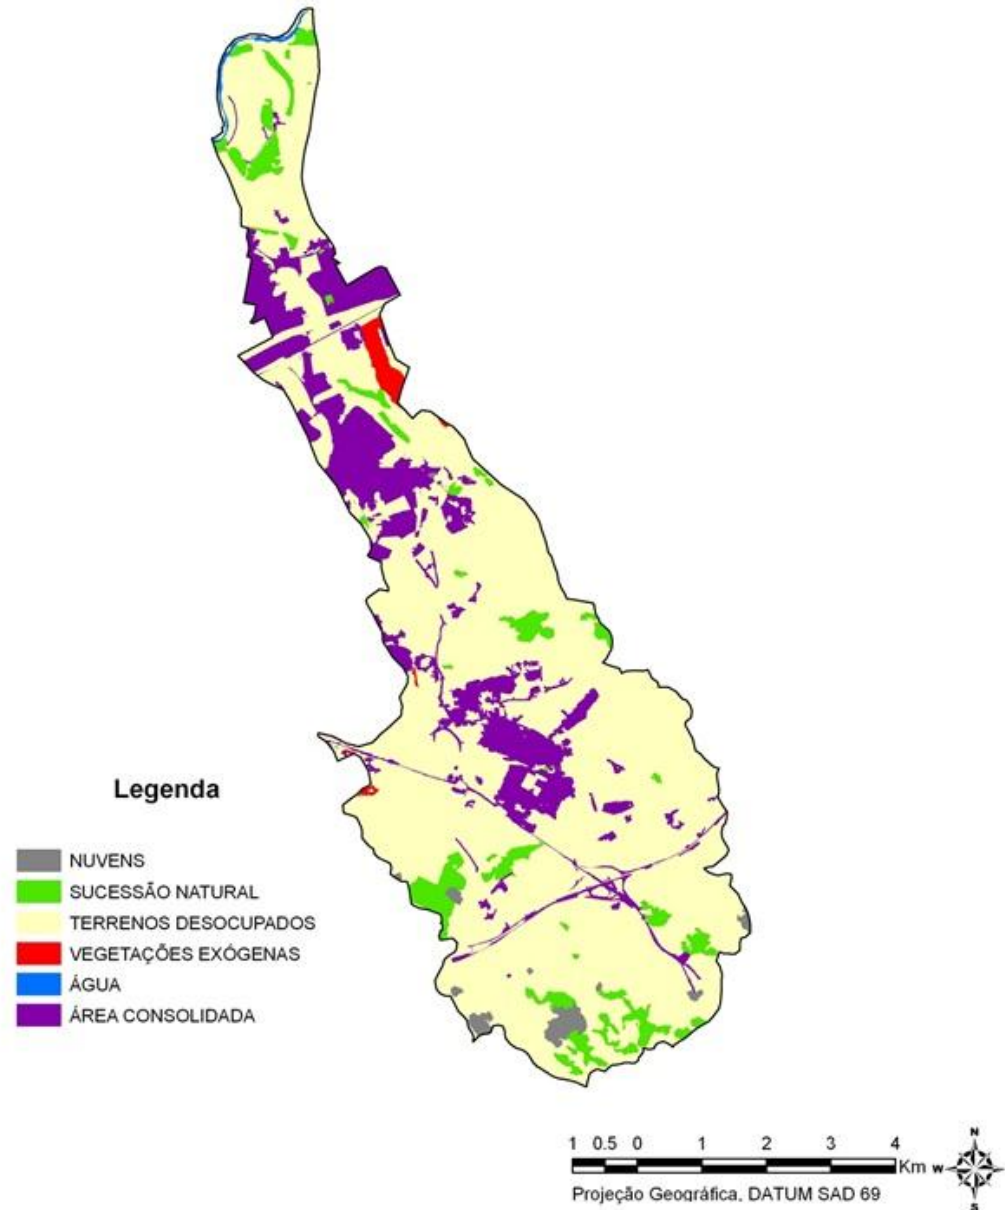 Legenda
NUVENS
SUCESSÃO NATURAL
TERRENOS DESOCUPADOS
VEGETAÇÕES EXÓGENAS
ÁGUA
ÁREA CONSOLIDADA
1 0.5 0 1 2 3 4
Km
N
W E
S
Projeção Geográfica, DATUM SAD 69